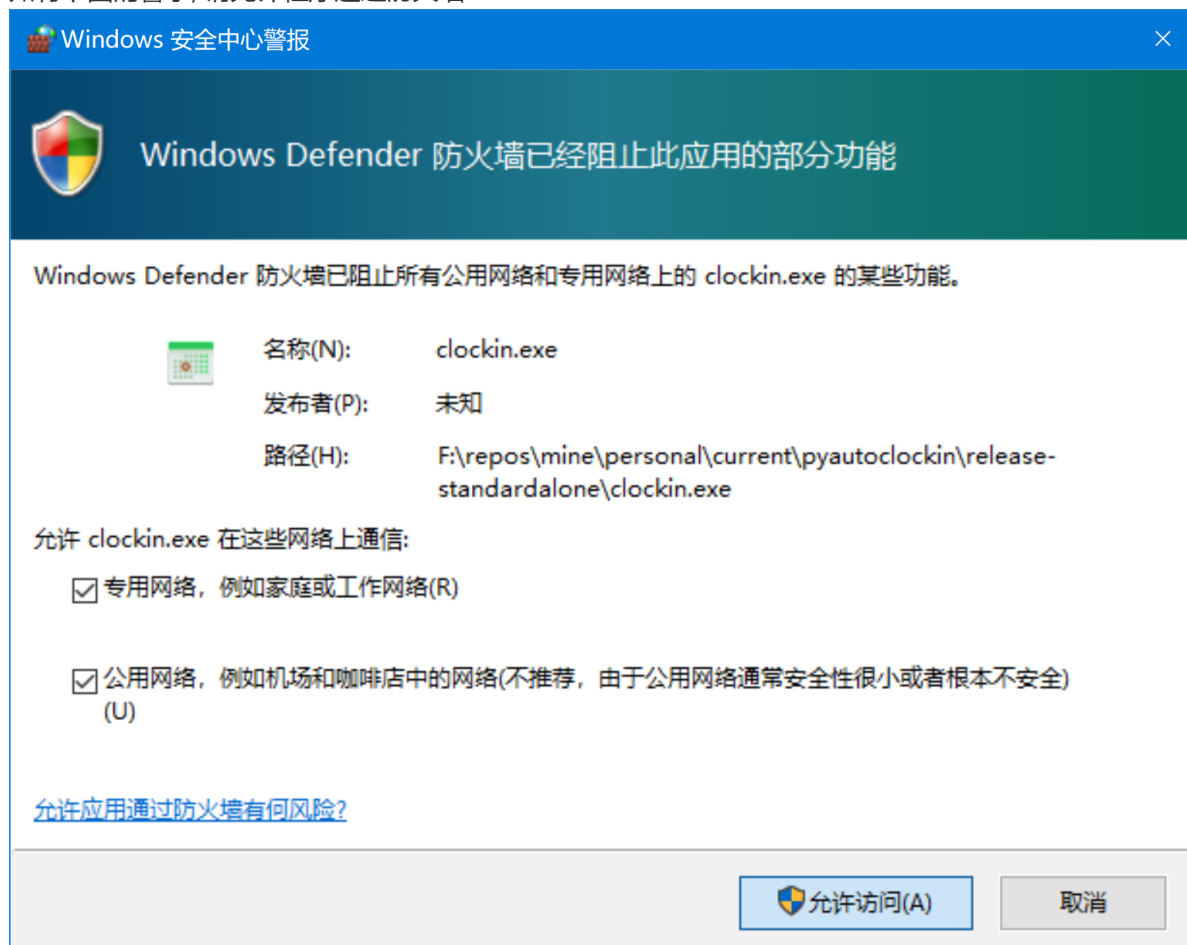 Windows 安全中心警报
Windows Defender 防火墙已经阻止此应用的部分功能
Windows Defender 防火墙已阻止所有公用网络和专用网络上的 clockin.exe 的某些功能。
名称(N): clockin.exe
发布者(P): 未知
路径(H): F:\repos\mine\personal\current\pyautoclockin\release-
standardalone\clockin.exe
允许 clockin.exe 在这些网络上通信:
专用网络，例如家庭或工作网络(R)
公用网络，例如机场和咖啡店中的网络(不推荐，由于公用网络通常安全性很小或者根本不安全)
(U)
允许应用通过防火墙有何风险?
允许访问(A) 取消